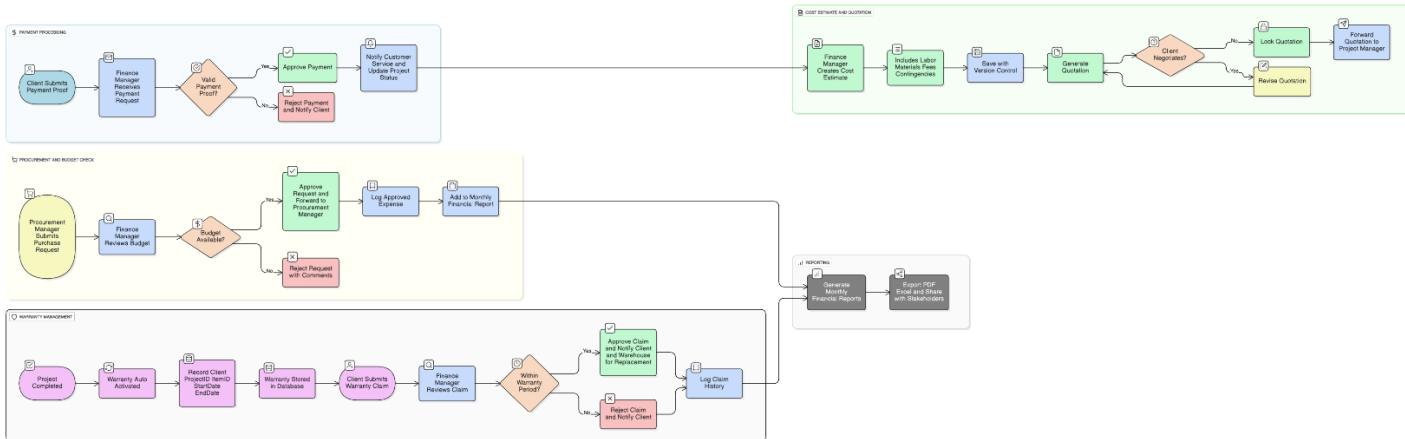 PAYMENT PROCESSING
Client Submits
Payment Proof
Finance
Manager
Receives
Payment
Request
Valid
Payment
Proof?
Yes
No
Approve Payment
Reject Payment
and Notify Client
Notify Customer
Service and
Update Project
Status
COST ESTIMATE AND QUOTATION
Finance
Manager
Creates Cost
Estimate
Includes Labor
Materials Fees
Contingencies
Save with
Version Control
Generate
Quotation
Client
Negotiates?
No
Yes
Lock Quotation
Revise Quotation
Forward
Quotation to
Project Manager
PROCUREMENT AND BUDGET CHECK
Procurement
Manager
Submits
Purchase
Request
Finance
Manager
Reviews Budget
Budget
Available?
Yes
No
Approve
Request and
Forward to
Procurement
Manager
Reject Request
with Comments
Log Approved
Expense
Add to Monthly
Financial Report
REPORTING
Generate
Monthly
Financial Reports
Export PDF
Excel and Share
with Stakeholders
WARRANTY MANAGEMENT
Project
Completed
Warranty Auto
Activated
Record Client
ProjectID ItemID
StartDate
EndDate
Warranty Stored
in Database
Client Submits
Warranty Claim
Finance
Manager
Reviews Claim
Within
Warranty
Period?
Yes
No
Approve Claim
and Notify Client
and Warehouse
for Replacement
Reject Claim
and Notify Client
Log Claim
History